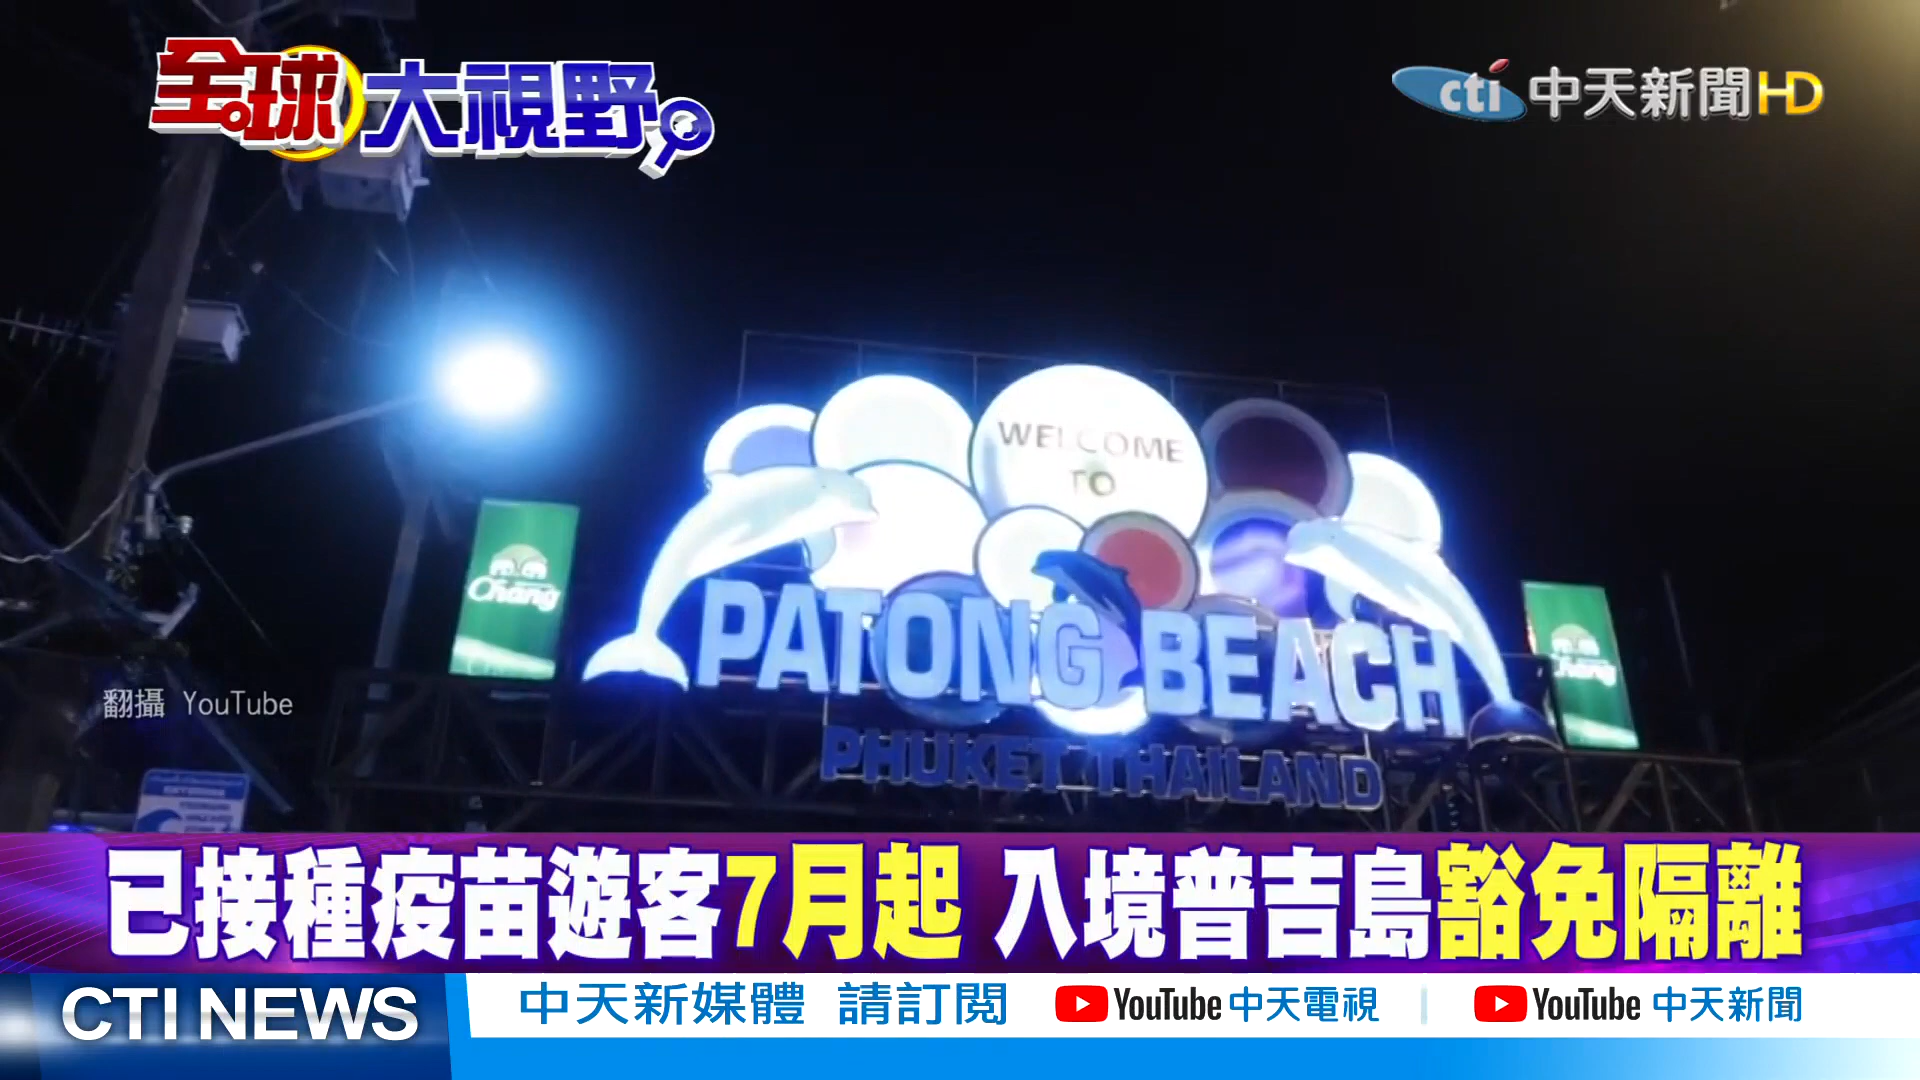 全球大視野
cti 中天新聞HD
WELCOME
TO
PATONG BEACH
PHUKET THAILAND
Chang
Chang
翻攝 YouTube
已接種疫苗遊客7月起 入境普吉島豁免隔離
CTI NEWS
中天新媒體 請訂閱 YouTube 中天電視 | YouTube 中天新聞